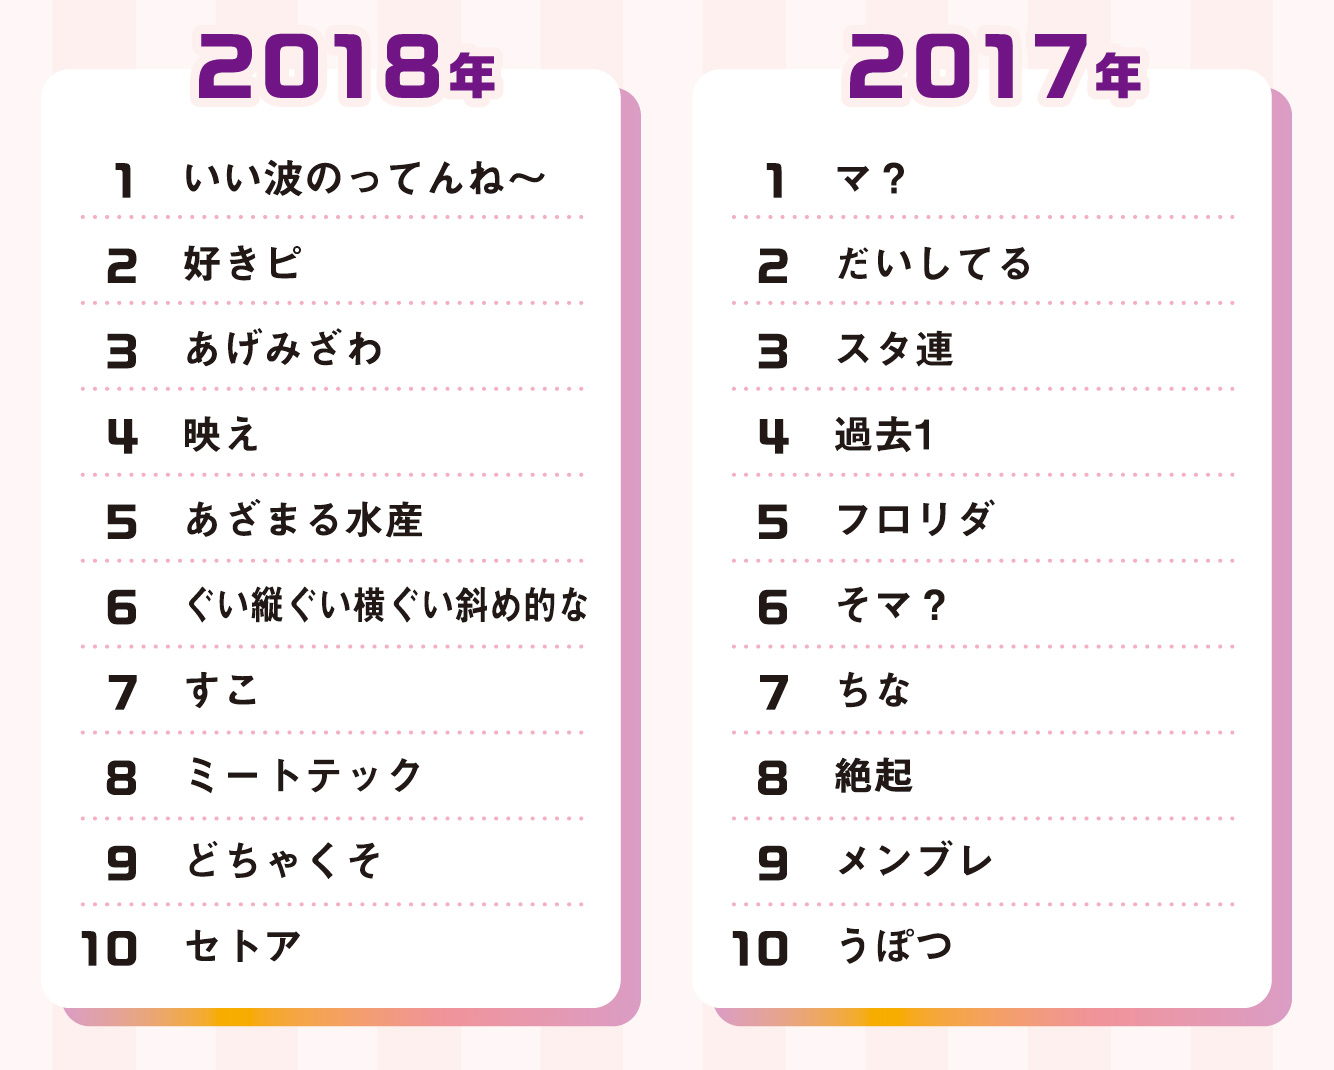 2018年
1 いい波のってんね〜
2 好きピ
3 あげみざわ
4 映え
5 あざまる水産
6 ぐい縦ぐい横ぐい斜め的な
7 すこ
8 ミートテック
9 どちゃくそ
10 セトア
2017年
1 マ？
2 だいしてる
3 スタ連
4 過去1
5 フロリダ
6 そマ？
7 ちな
8 絶起
9 メンブレ
10 うぽつ